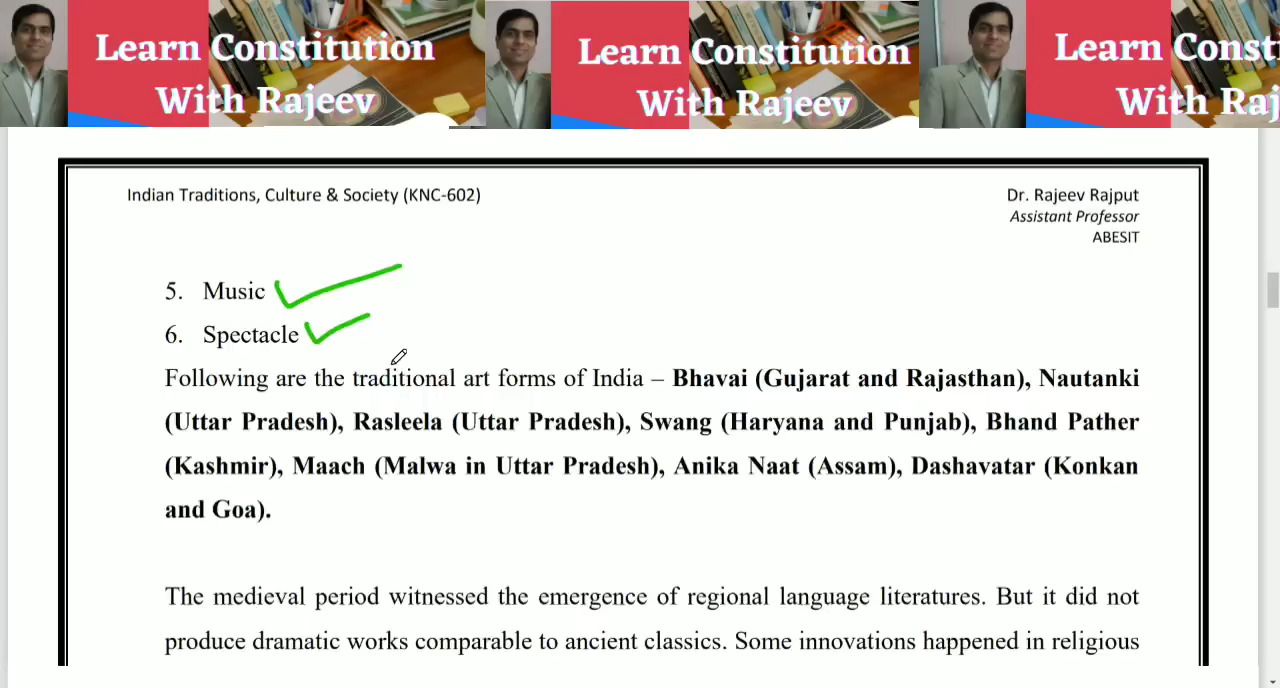 Learn Constitution
With Rajeev
Learn Constitution
With Rajeev
Learn Consti
With Raj
Indian Traditions, Culture & Society (KNC-602)
Dr. Rajeev Rajput
Assistant Professor
ABESIT
5. Music
6. Spectacle
Following are the traditional art forms of India – Bhavai (Gujarat and Rajasthan), Nautanki
(Uttar Pradesh), Rasleela (Uttar Pradesh), Swang (Haryana and Punjab), Bhand Pather
(Kashmir), Maach (Malwa in Uttar Pradesh), Anika Naat (Assam), Dashavatar (Konkan
and Goa).
The medieval period witnessed the emergence of regional language literatures. But it did not
produce dramatic works comparable to ancient classics. Some innovations happened in religious